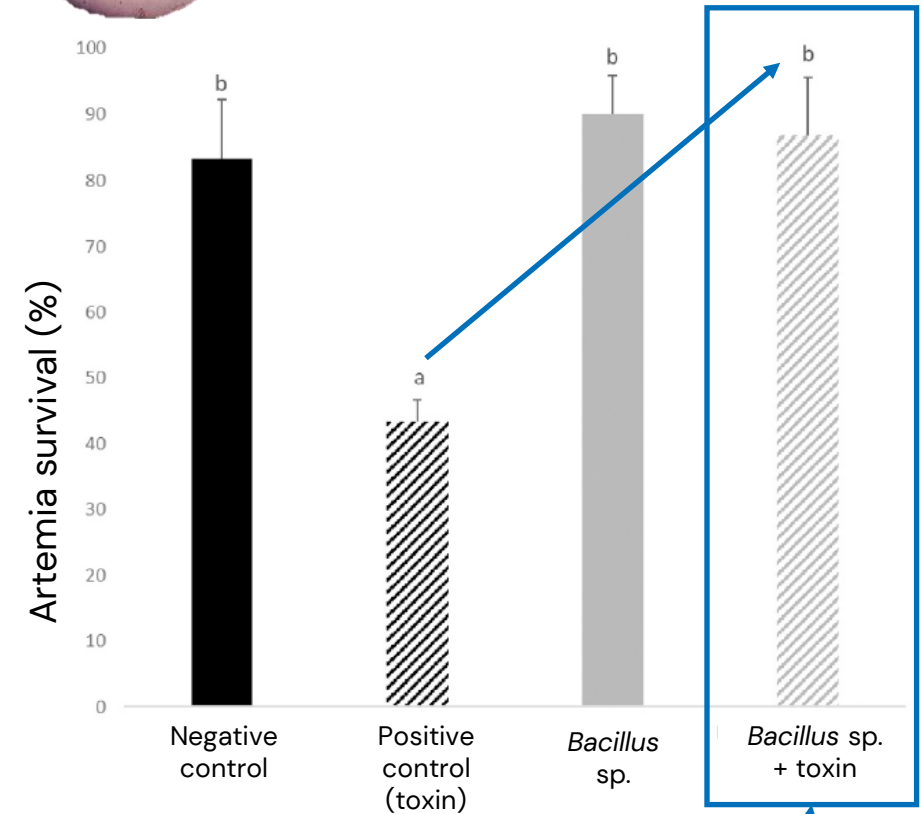 Artemia survival (%)
100
90
80
70
60
50
40
30
20
10
0
b
a
b
b
Negative
control
Positive
control
(toxin)
Bacillus
sp.
Bacillus sp.
+ toxin